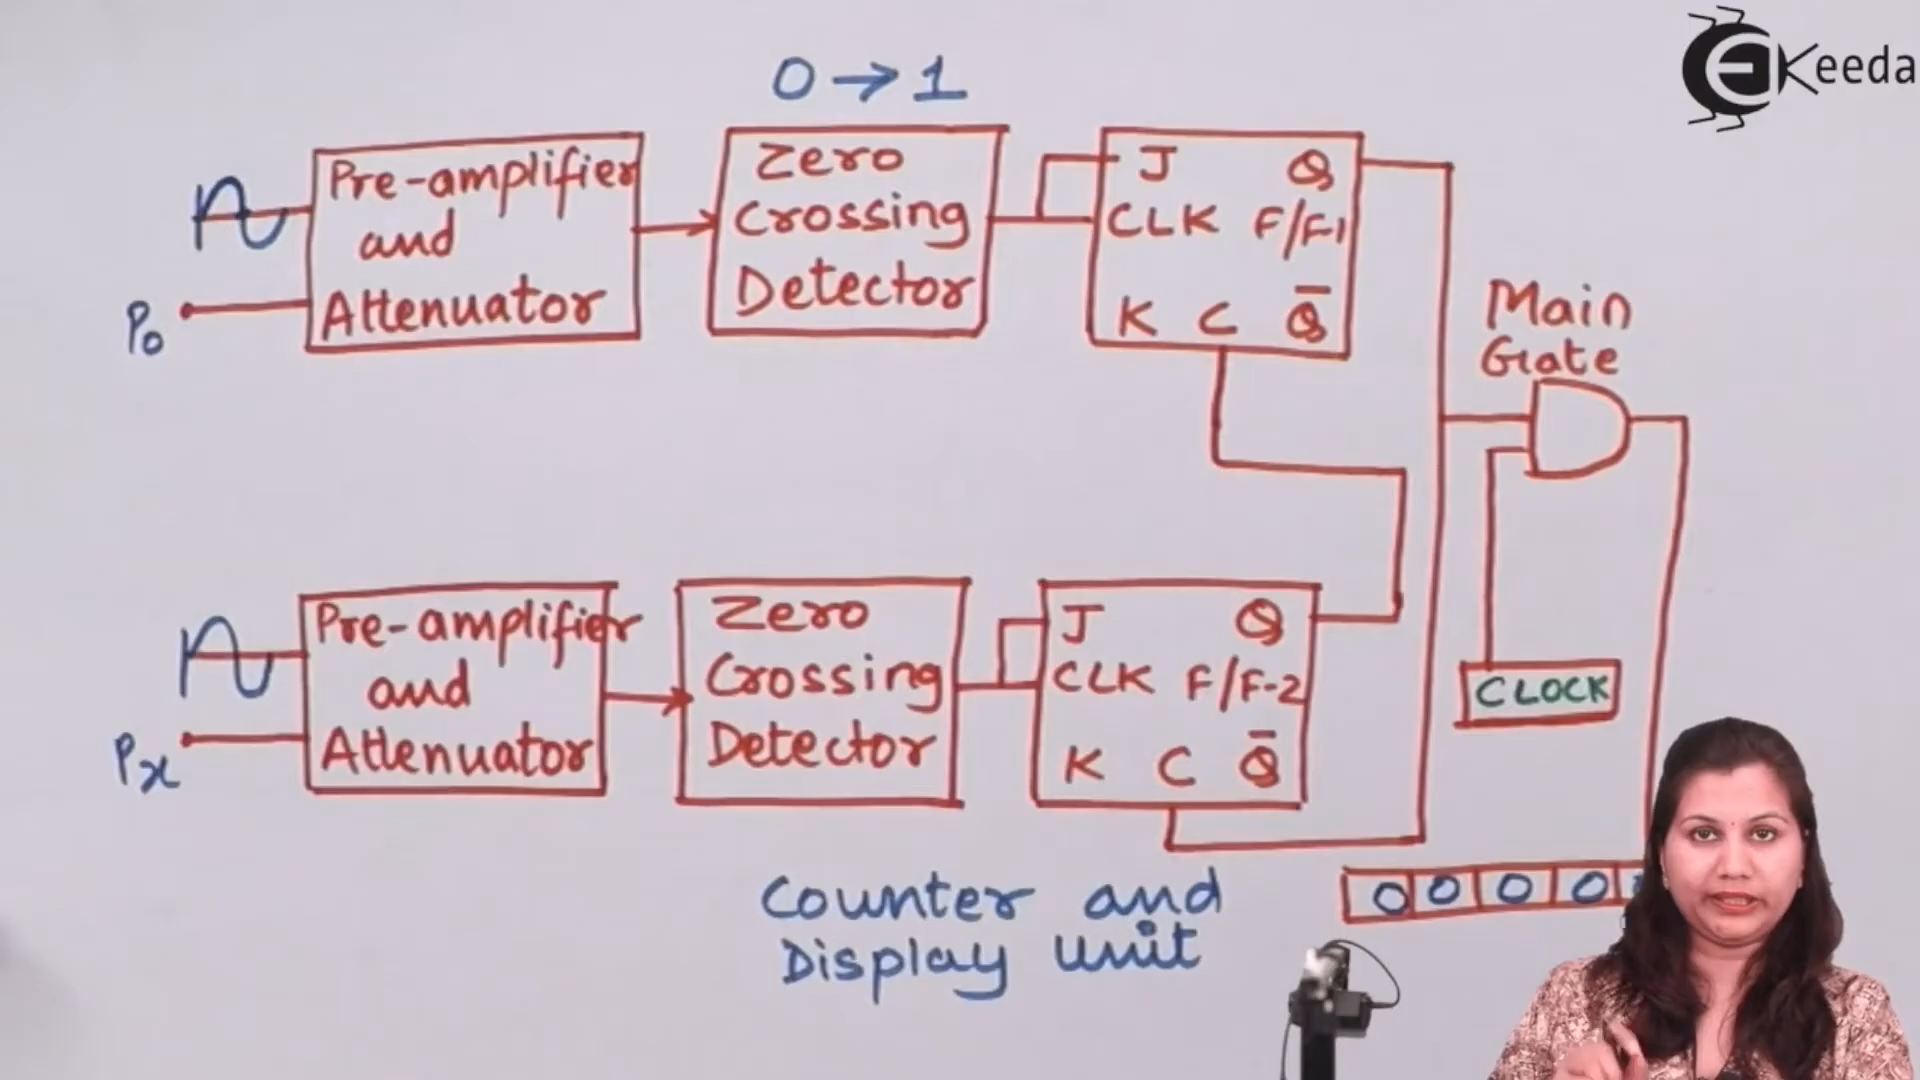 EKeeda
0 → 1
Pre-amplifier
and
Attenuator
Po
Zero
Crossing
Detector
J Q
CLK F/F1
K C Q̅
Main
Gate
Pre-amplifier
and
Attenuator
Px
Zero
Crossing
Detector
J Q
CLK F/F-2
K C Q̅
CLOCK
Counter and
Display unit
0 0 0 0